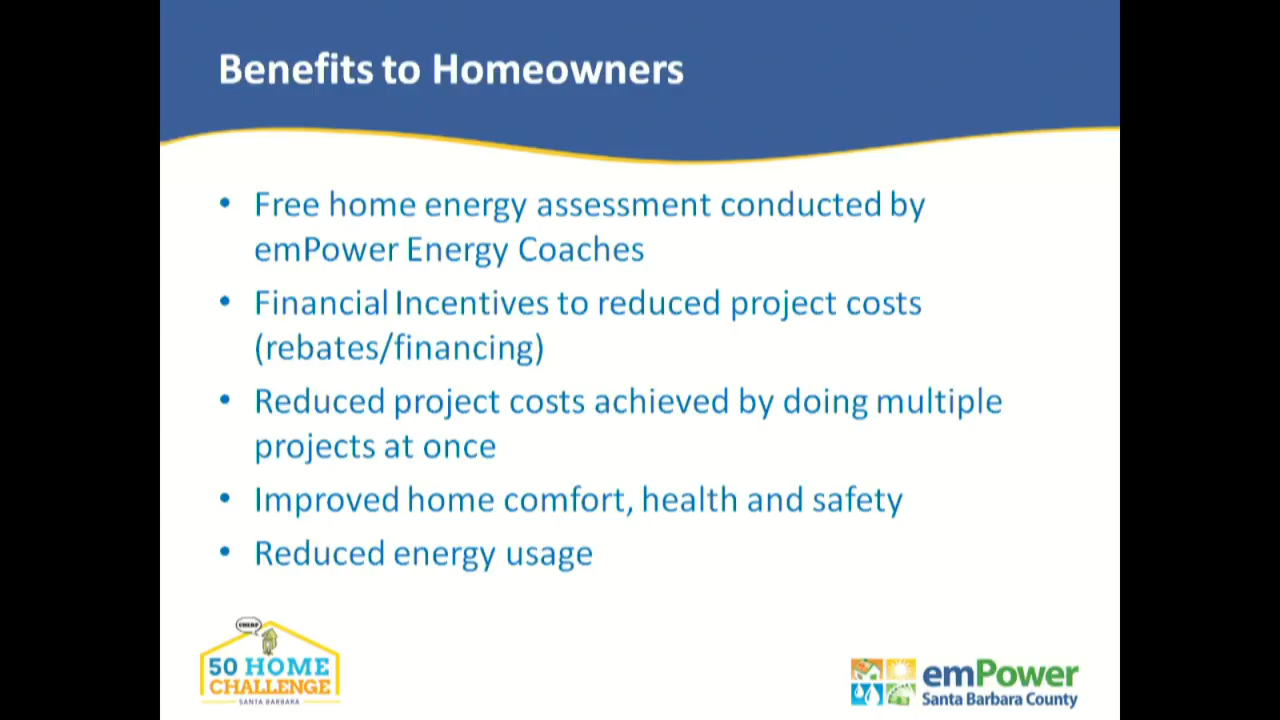 Benefits to Homeowners
• Free home energy assessment conducted by
emPower Energy Coaches
• Financial Incentives to reduced project costs
(rebates/financing)
• Reduced project costs achieved by doing multiple
projects at once
• Improved home comfort, health and safety
• Reduced energy usage
50 HOME
CHALLENGE
SANTA BARBARA
emPower
Santa Barbara County